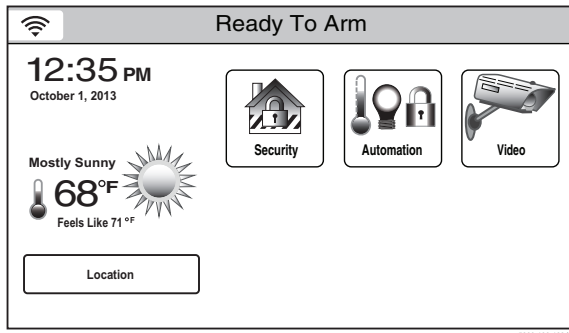 Ready To Arm
12:35 PM
October 1, 2013
Mostly Sunny
68°F
Feels Like 71 °F
Location
Security
Automation
Video